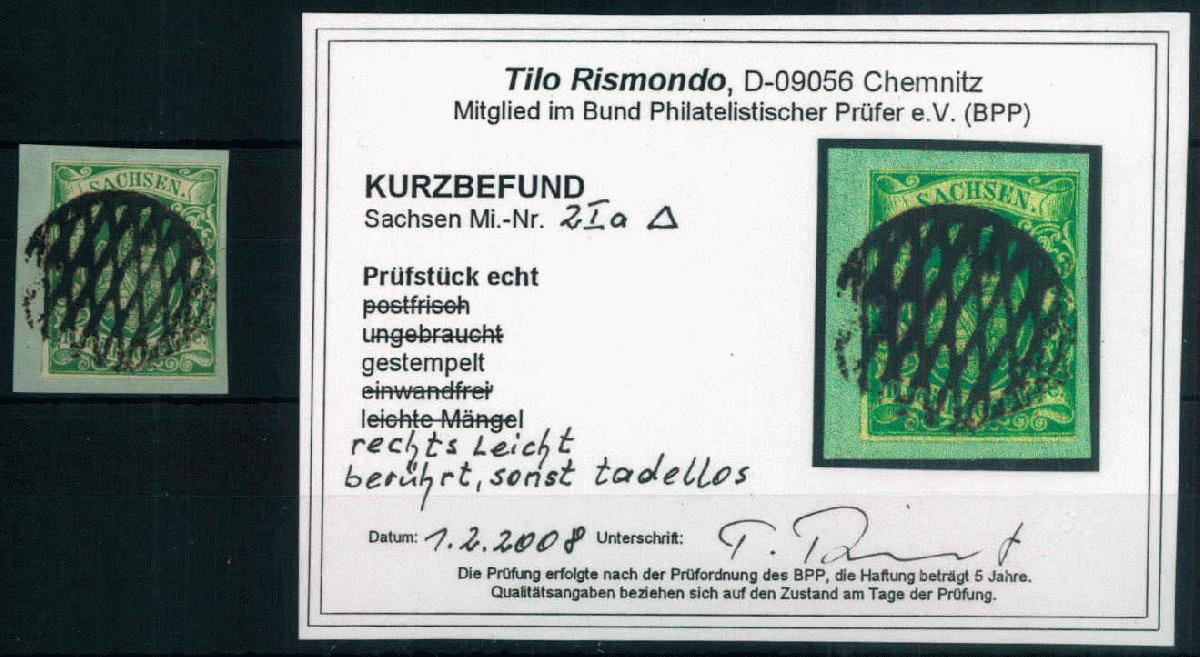 SACHSEN.
Tilo Rismondo, D-09056 Chemnitz
Mitglied im Bund Philatelistischer Prüfer e.V. (BPP)
KURZBEFUND
Sachsen Mi.-Nr. 2Ia △
Prüfstück echt
postfrisch
ungebraucht
gestempelt
einwandfrei
leichte Mängel
rechts leicht
berührt, sonst tadellos
SACHSEN.
Datum: 1.2.2008 Unterschrift:
Die Prüfung erfolgte nach der Prüfordnung des BPP, die Haftung beträgt 5 Jahre.
Qualitätsangaben beziehen sich auf den Zustand am Tage der Prüfung.